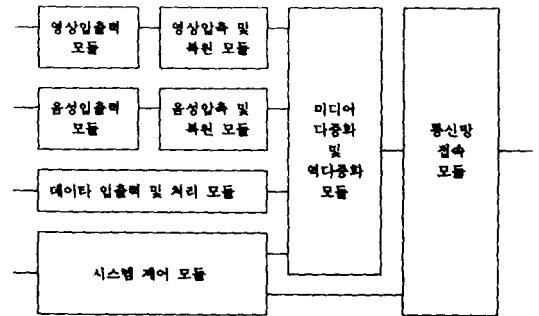 영상입출력
모듈
영상압축 및
복원 모듈
음성입출력
모듈
음성압축 및
복원 모듈
미디어
다중화
및
역다중화
모듈
통신망
접속
모듈
데이타 입출력 및 처리 모듈
시스템 제어 모듈